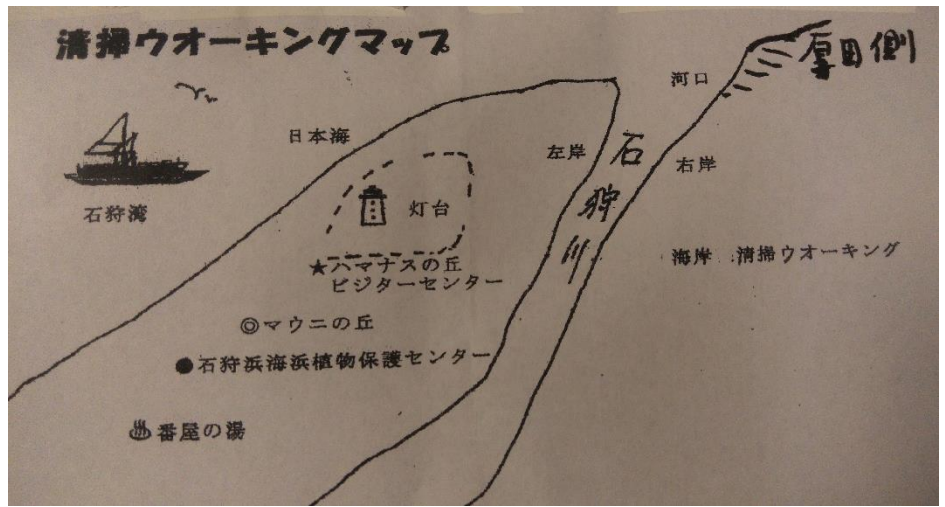 清掃ウオーキングマップ
厚田側
河口
日本海
左岸
石狩川
右岸
石狩湾
灯台
海岸 清掃ウオーキング
★ハマナスの丘
ビジターセンター
◎マウニの丘
●石狩浜海浜植物保護センター
♨番屋の湯